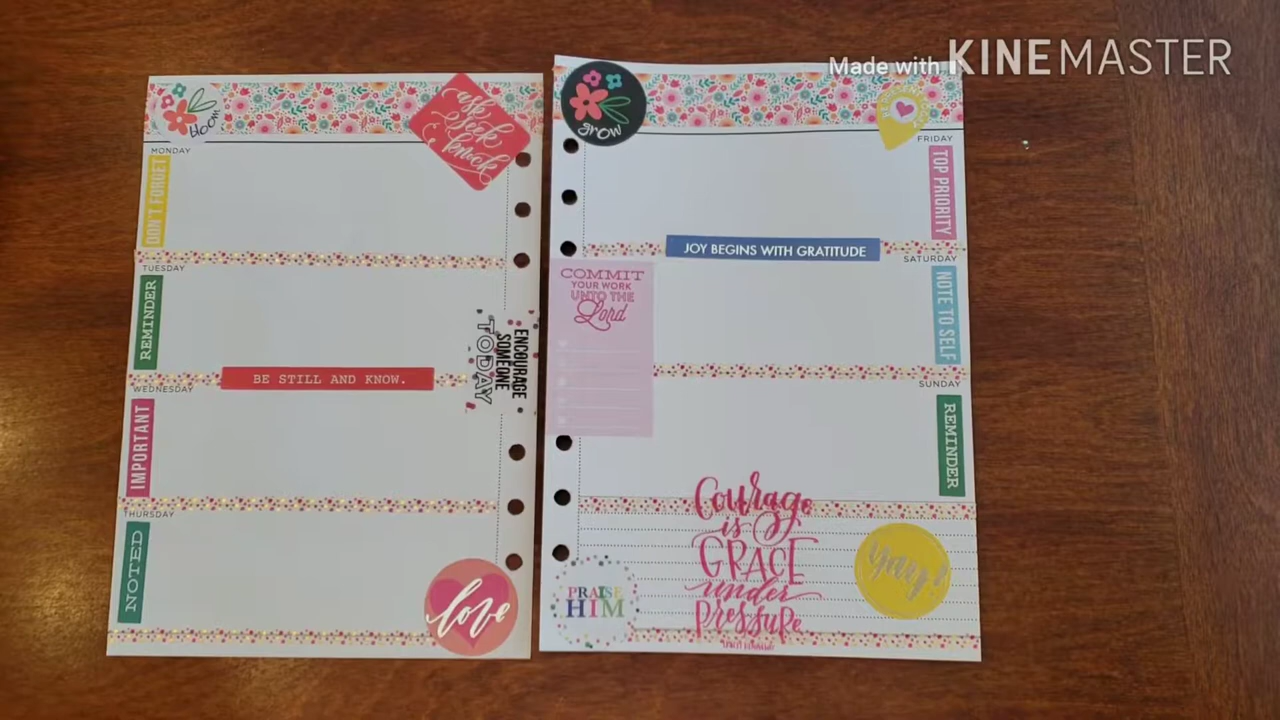 Made with KINEMASTER
bloom
ask
seek
knock
MONDAY
DON'T FORGET
TUESDAY
REMINDER
ENCOURAGE
SOMEONE
TODAY
BE STILL AND KNOW.
WEDNESDAY
IMPORTANT
THURSDAY
NOTED
love
grow
FRIDAY
TOP PRIORITY
JOY BEGINS WITH GRATITUDE
SATURDAY
NOTE TO SELF
COMMIT
YOUR WORK
UNTO THE
Lord
SUNDAY
REMINDER
Courage
is
GRACE
under
pressure
PRAISE
HIM
yay!